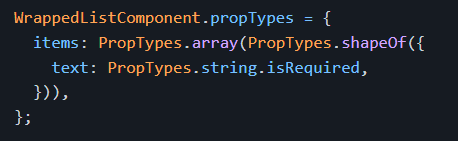 WrappedListComponent.propTypes = {
  items: PropTypes.array(PropTypes.shapeOf({
    text: PropTypes.string.isRequired,
  })),
};